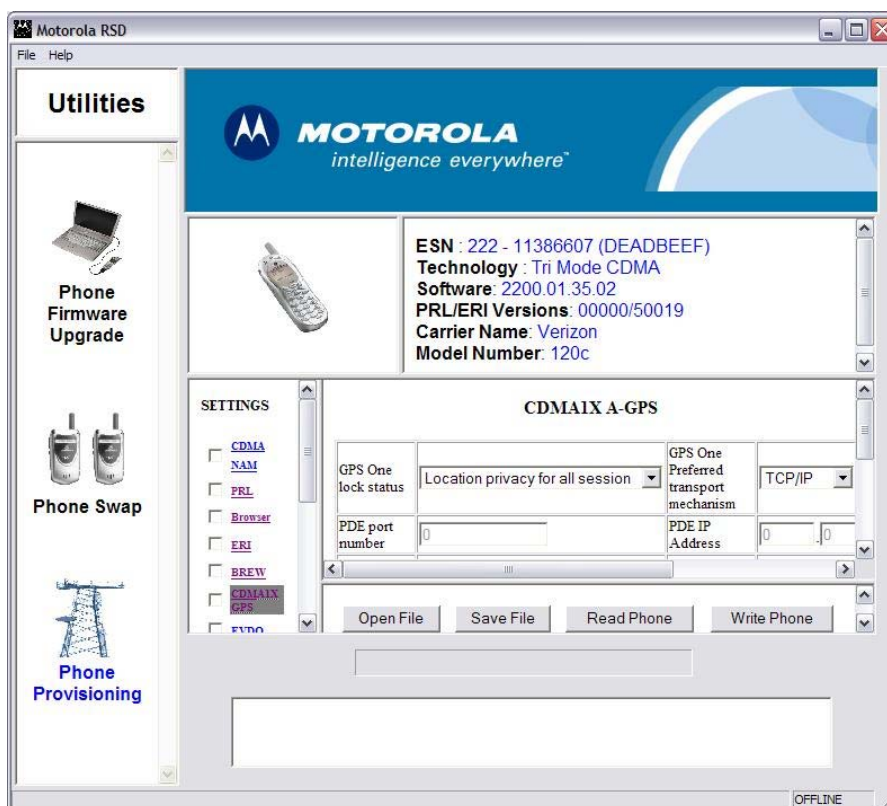 Motorola RSD
File Help
Utilities
Phone
Firmware
Upgrade
Phone Swap
Phone
Provisioning
MOTOROLA
intelligence everywhere™
ESN : 222 - 11386607 (DEADBEEF)
Technology : Tri Mode CDMA
Software: 2200.01.35.02
PRL/ERI Versions: 00000/50019
Carrier Name: Verizon
Model Number: 120c
SETTINGS
CDMA
NAM
PRL
Browser
ERI
BREW
CDMA1X
GPS
EVDO
CDMA1X A-GPS
GPS One
lock status
Location privacy for all session
GPS One
Preferred
transport
mechanism
TCP/IP
PDE port
number
0
PDE IP
Address
0 .0
Open File
Save File
Read Phone
Write Phone
OFFLINE